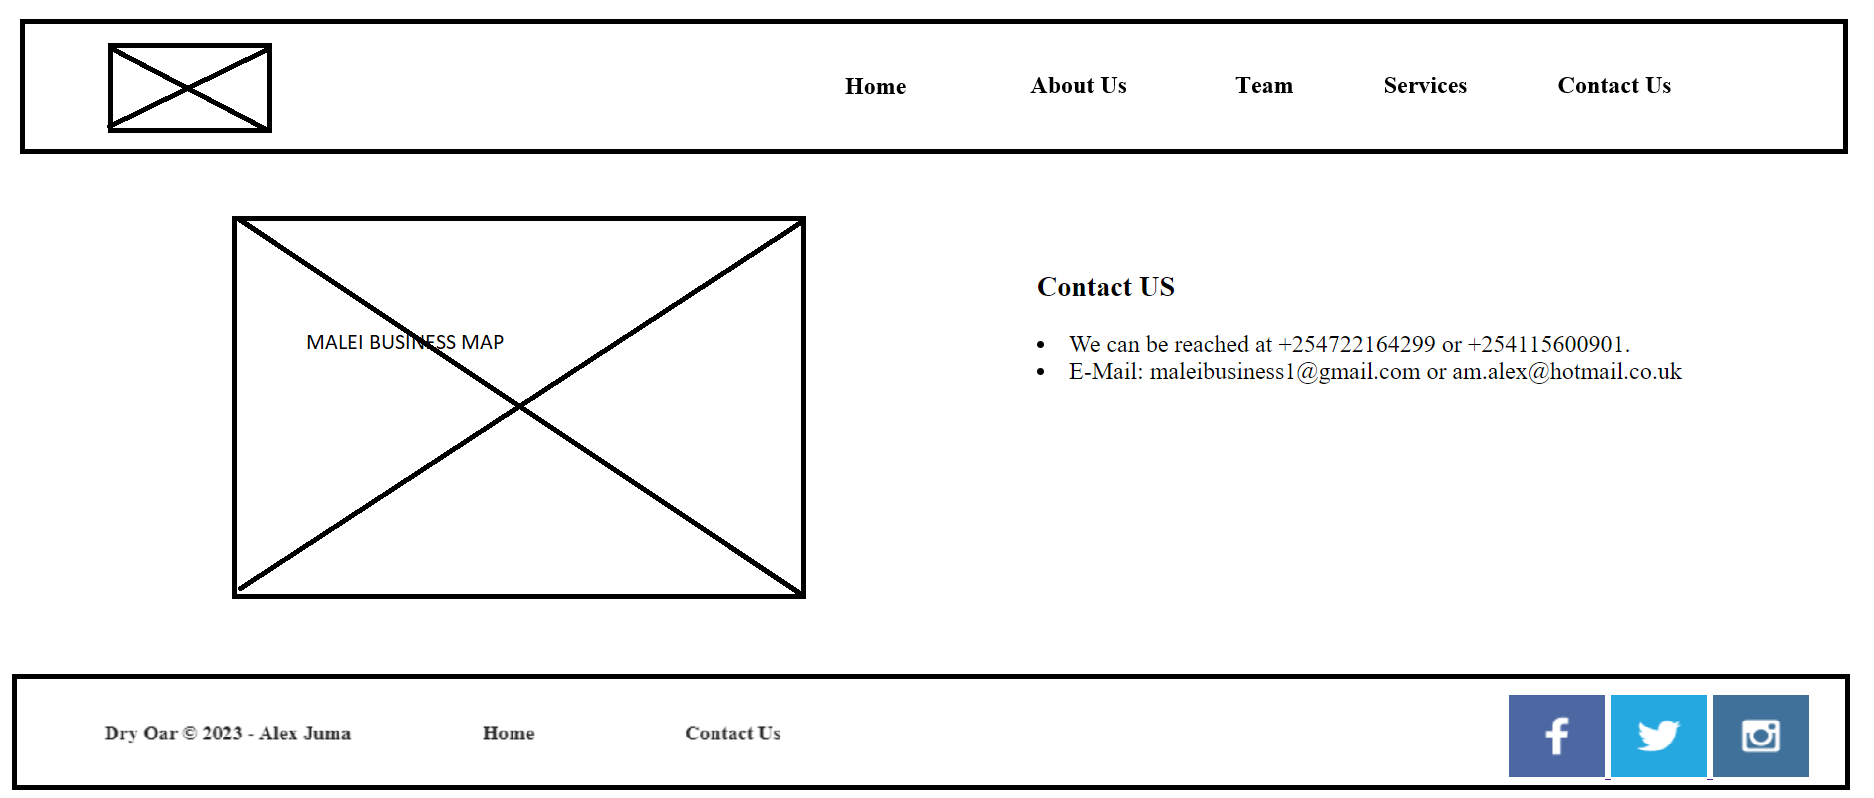 Home About Us Team Services Contact Us
MALEI BUSINESS MAP
Contact US
• We can be reached at +254722164299 or +254115600901.
• E-Mail: maleibusiness1@gmail.com or am.alex@hotmail.co.uk
Dry Oar © 2023 - Alex Juma Home Contact Us